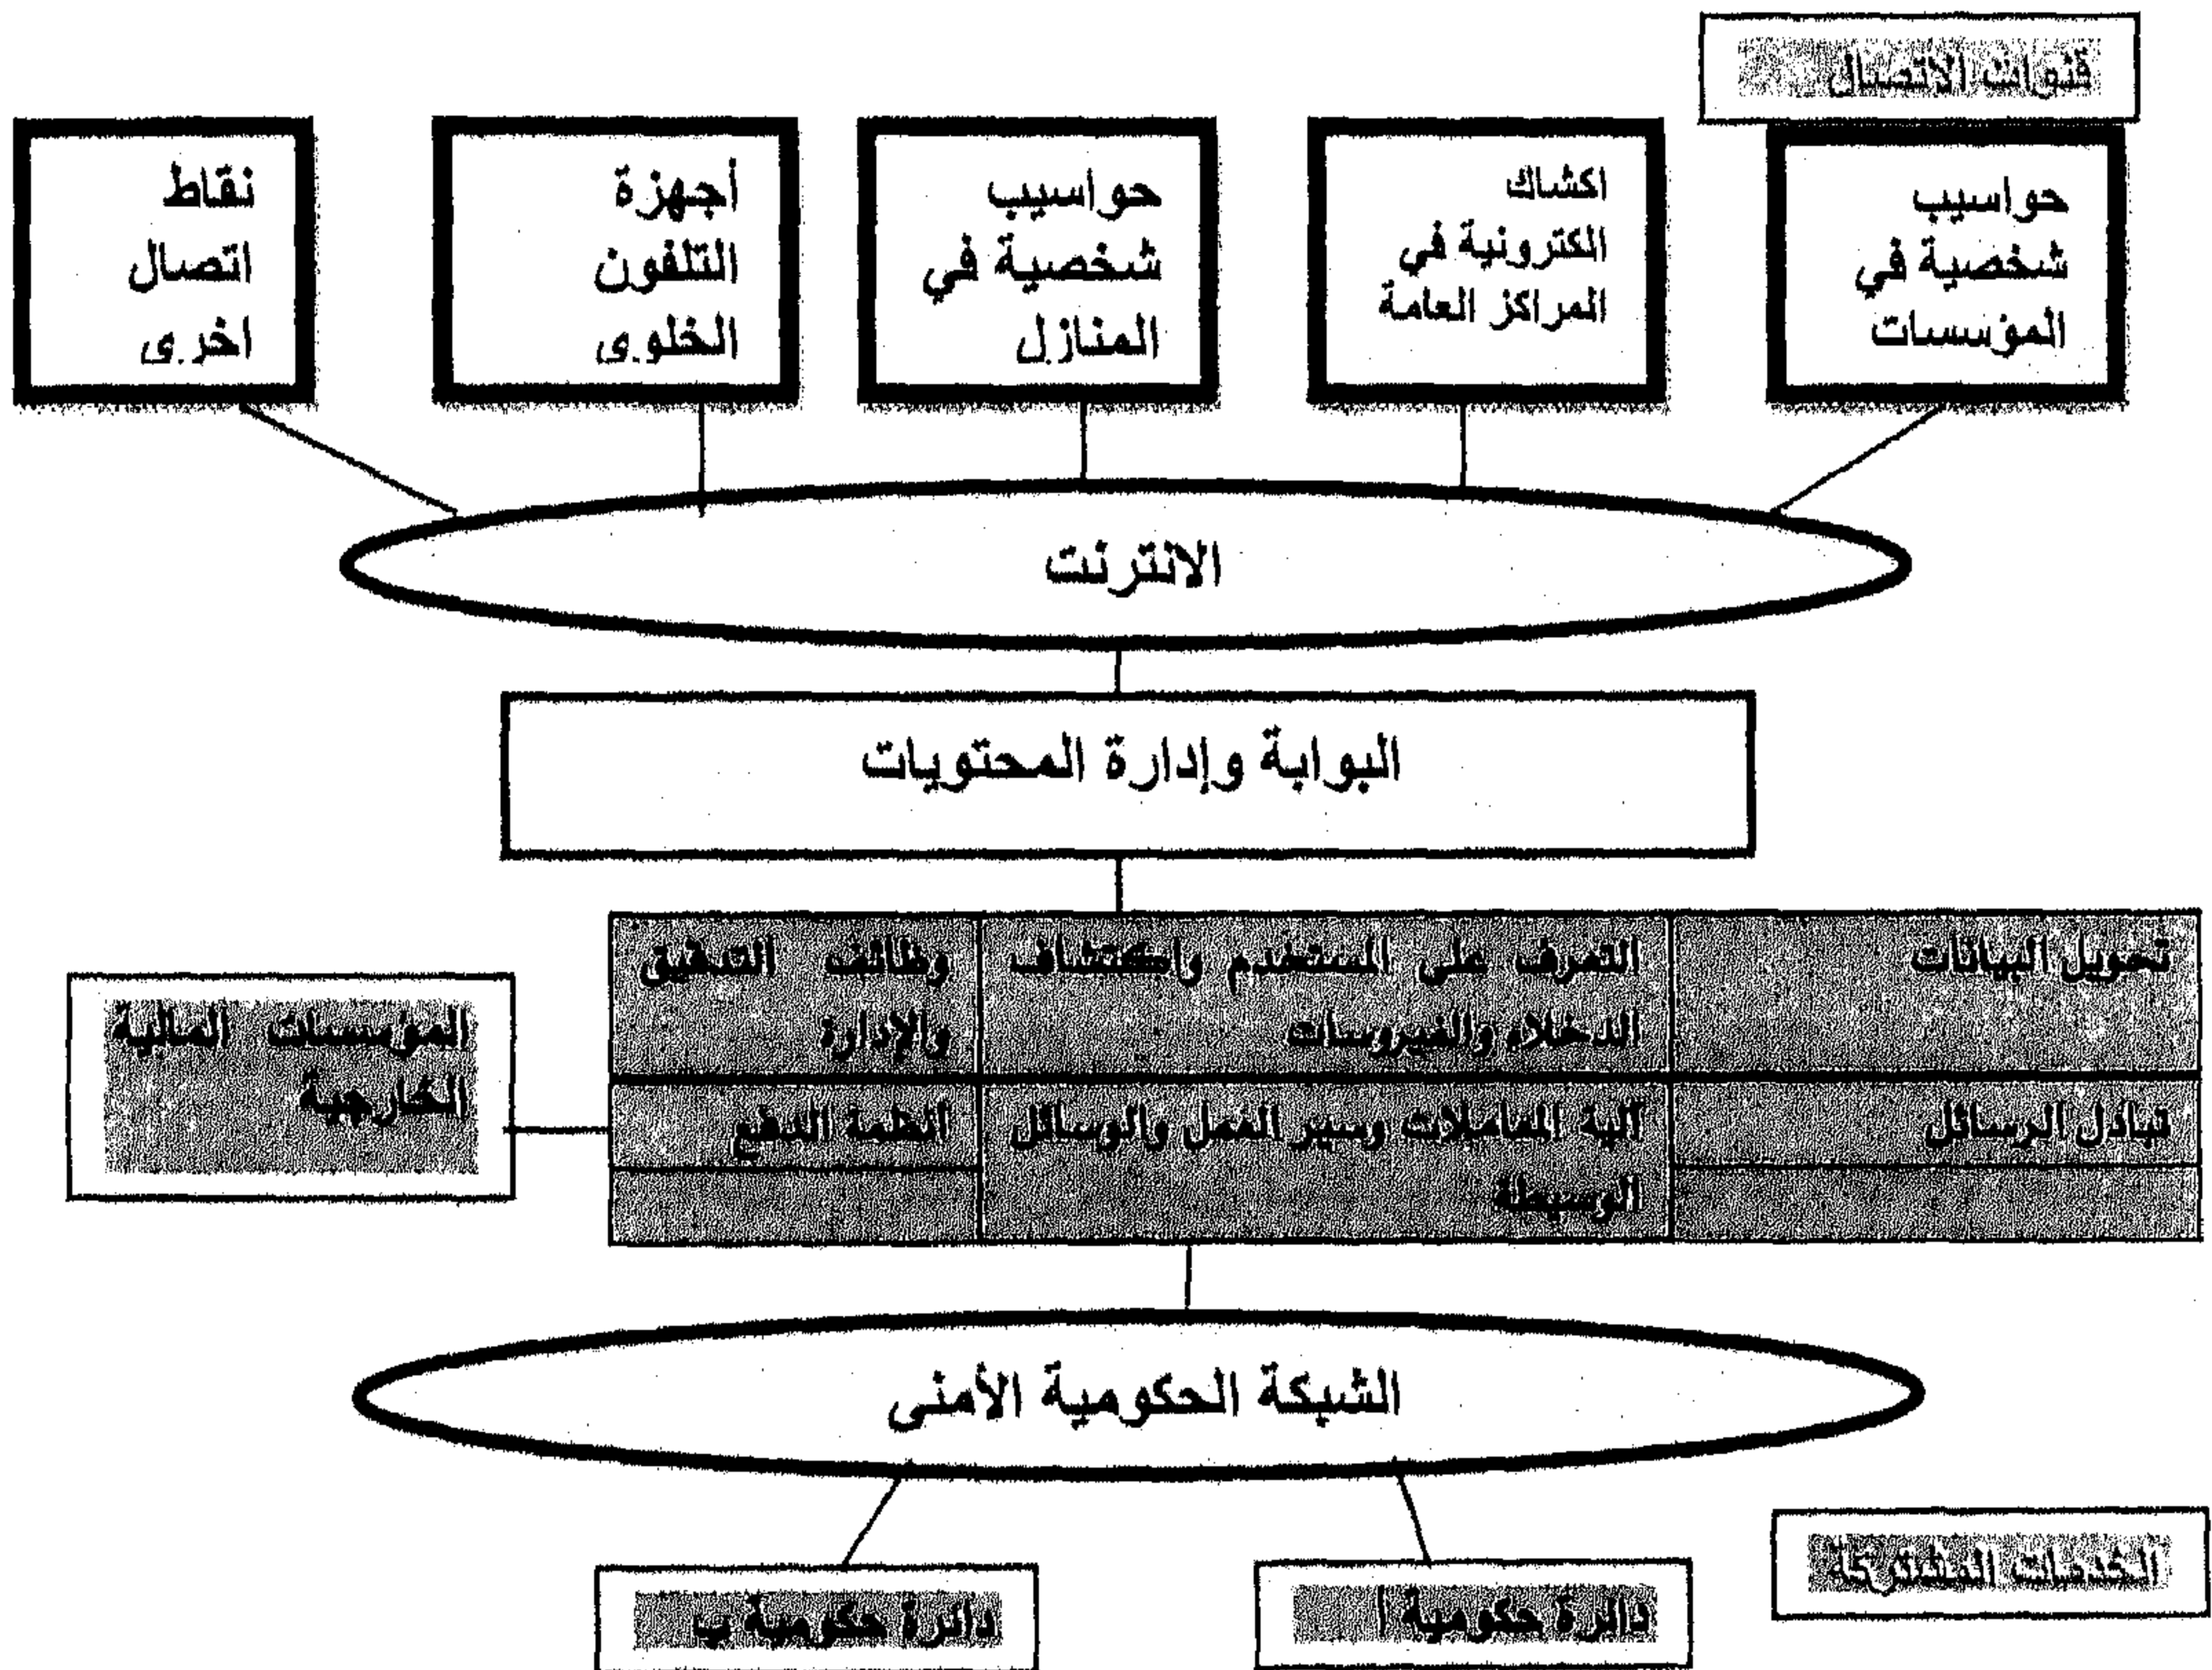 قنوات الاتصال
حواسيب
شخصية في
المؤسسات
اكشاك
الكترونية في
المراكز العامة
حواسيب
شخصية في
المنازل
أجهزة
التلفون
الخلوي
نقاط
اتصال
اخرى
الانترنت
البوابة وإدارة المحتويات
تحويل البيانات
التعرف على المستخدم واكتشاف
الدخلاء والفيروسات
وظائف التدقيق
والإدارة
تبادل الرسائل
آلية المعاملات وسير العمل والوسائل
الوسيطة
أنظمة الدفع
المؤسسات المالية
الخارجية
الشبكة الحكومية الأمنى
الخدمات المشتركة
دائرة حكومية أ
دائرة حكومية ب